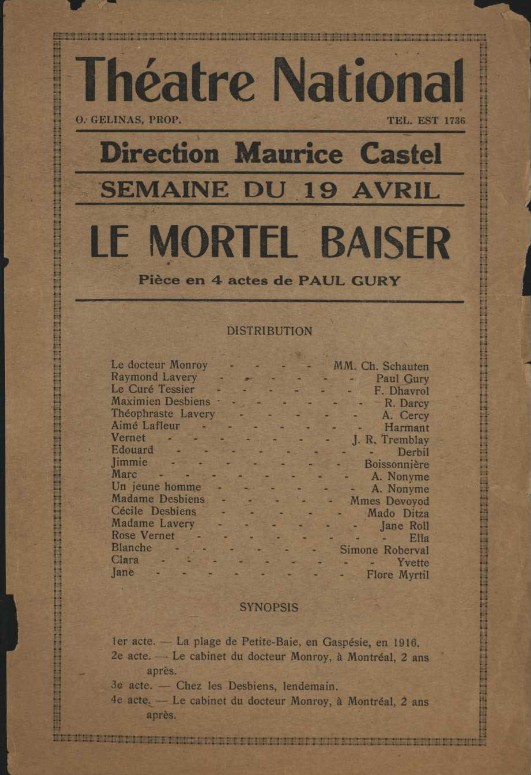 Théatre National
O. GELINAS, PROP. TEL. EST 1736
Direction Maurice Castel
SEMAINE DU 19 AVRIL
LE MORTEL BAISER
Pièce en 4 actes de PAUL GURY
DISTRIBUTION
Le docteur Monroy - - - - MM. Ch. Schauten
Raymond Lavery - - - - - - Paul Gury
Le Curé Tessier - - - - - - F. Dhavrol
Maximien Desbiens - - - - - - R. Darcy
Théophraste Lavery - - - - - A. Cercy
Aimé Lafleur - - - - - - Harmant
Vernet - - - - - - J. R. Tremblay
Edouard - - - - - - - - Derbil
Jimmie - - - - - - - Boissonnière
Marc - - - - - - - - A. Nonyme
Un jeune homme - - - - - - A. Nonyme
Madame Desbiens - - - - - Mmes Devoyod
Cécile Desbiens - - - - - Mado Ditza
Madame Lavery - - - - - - Jane Roll
Rose Vernet - - - - - - - Ella
Blanche - - - - - - Simone Roberval
Clara - - - - - - - - Yvette
Jane - - - - - - - Flore Myrtil
SYNOPSIS
1er acte. — La plage de Petite-Baie, en Gaspésie, en 1916.
2e acte. — Le cabinet du docteur Monroy, à Montréal, 2 ans
après.
3e acte. — Chez les Desbiens, lendemain.
4e acte. — Le cabinet du docteur Monroy, à Montréal, 2 ans
après.